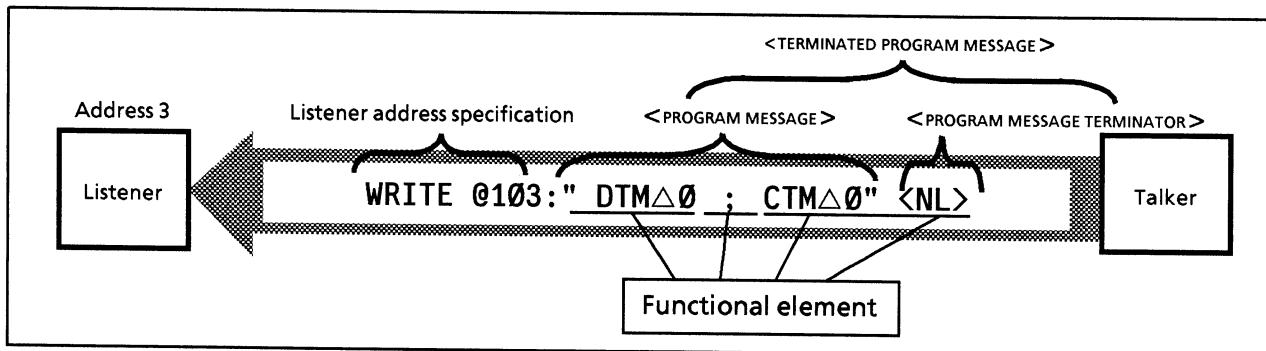 <TERMINATED PROGRAM MESSAGE>
Address 3
Listener address specification
<PROGRAM MESSAGE>
<PROGRAM MESSAGE TERMINATOR>
Listener
WRITE @1Ø3:" DTM△Ø ; CTM△Ø" <NL>
Talker
Functional element